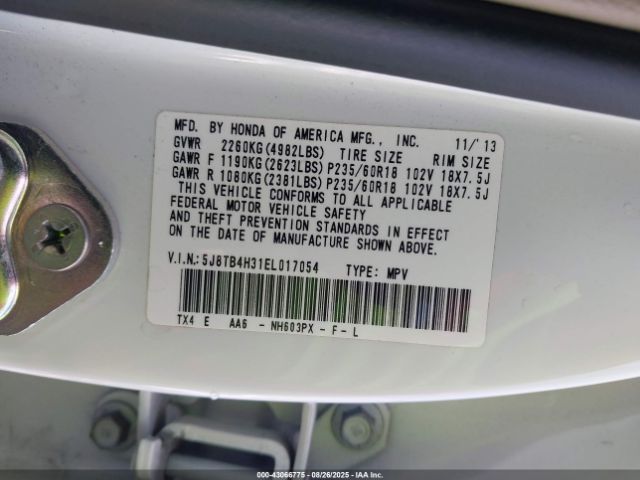 MFD. BY HONDA OF AMERICA MFG., INC. 11/'13
GVWR 2260KG(4982LBS) TIRE SIZE RIM SIZE
GAWR F 1190KG(2623LBS) P235/60R18 102V 18X7.5J
GAWR R 1080KG(2381LBS) P235/60R18 102V 18X7.5J
THIS VEHICLE CONFORMS TO ALL APPLICABLE
FEDERAL MOTOR VEHICLE SAFETY
AND THEFT PREVENTION STANDARDS IN EFFECT
ON THE DATE OF MANUFACTURE SHOWN ABOVE.
V.I.N.:5J8TB4H31EL017054 TYPE: MPV
TX4 E AA6 - NH603PX - F - L
000-43066775 - 08/26/2025 - IAAI.COM